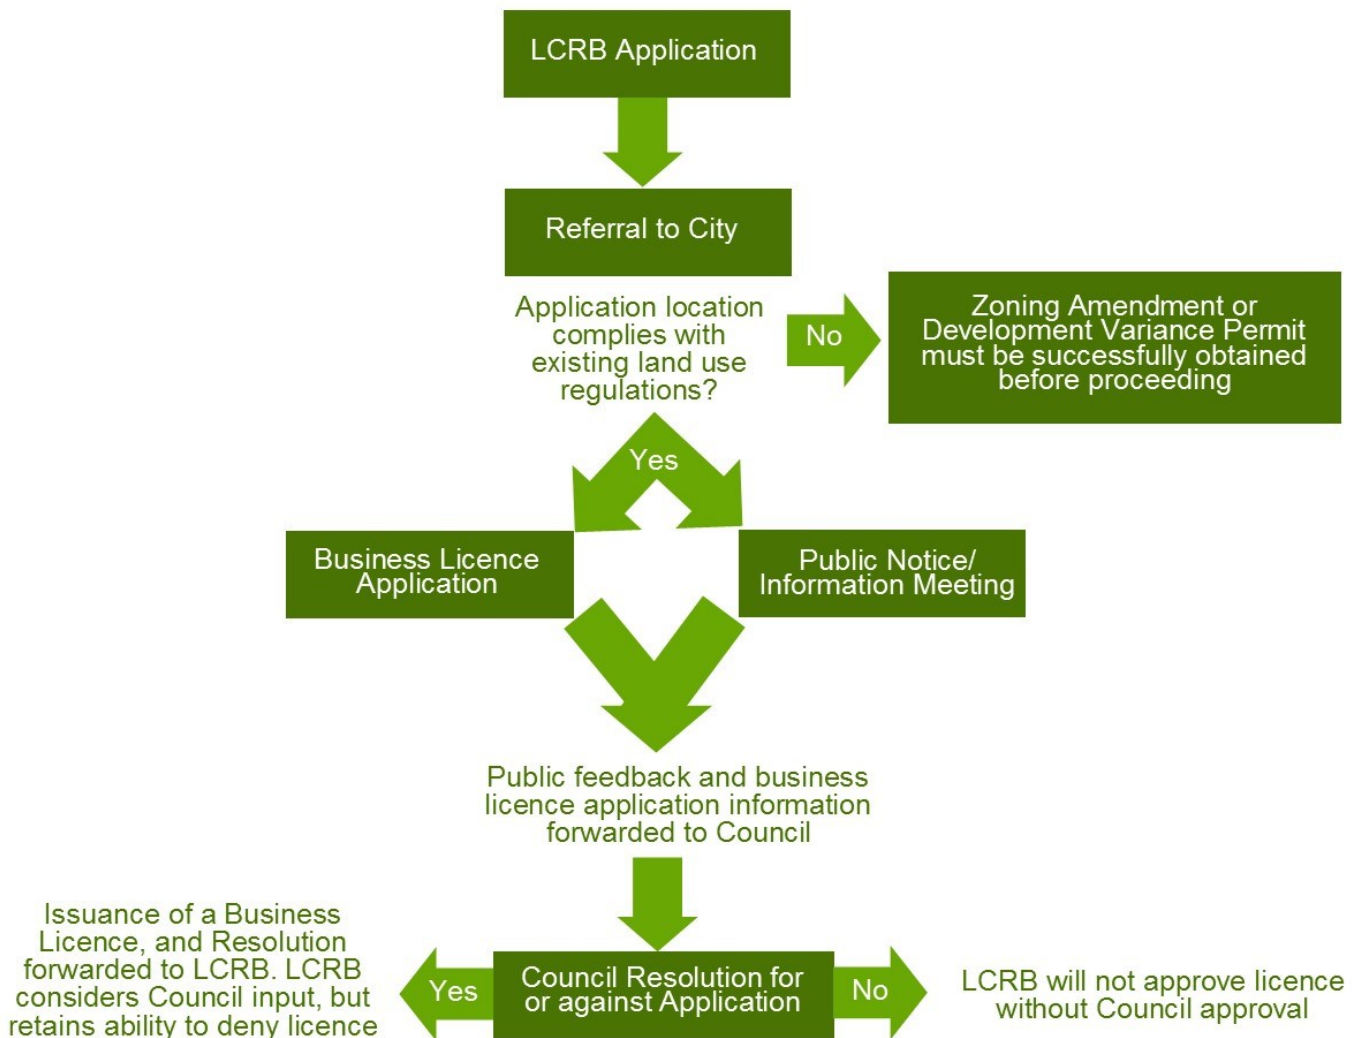 LCRB Application
Referral to City
Application location
complies with
existing land use
regulations?
No
Zoning Amendment or
Development Variance Permit
must be successfully obtained
before proceeding
Yes
Business Licence
Application
Public Notice/
Information Meeting
Public feedback and business
licence application information
forwarded to Council
Issuance of a Business
Licence, and Resolution
forwarded to LCRB. LCRB
considers Council input, but
retains ability to deny licence
Yes
Council Resolution for
or against Application
No
LCRB will not approve licence
without Council approval